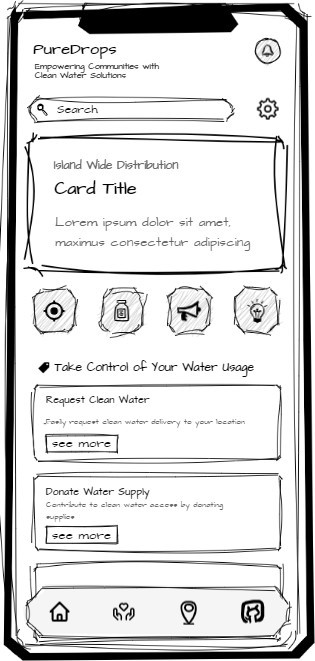 PureDrops
Empowering Communities with
Clean Water Solutions
Search
Island Wide Distribution
Card Title
Lorem ipsum dolor sit amet,
maximus consectetur adipiscing
Take Control of Your Water Usage
Request Clean Water
Easily request clean water delivery to your location
see more
Donate Water Supply
Contribute to clean water access by donating
supplies
see more